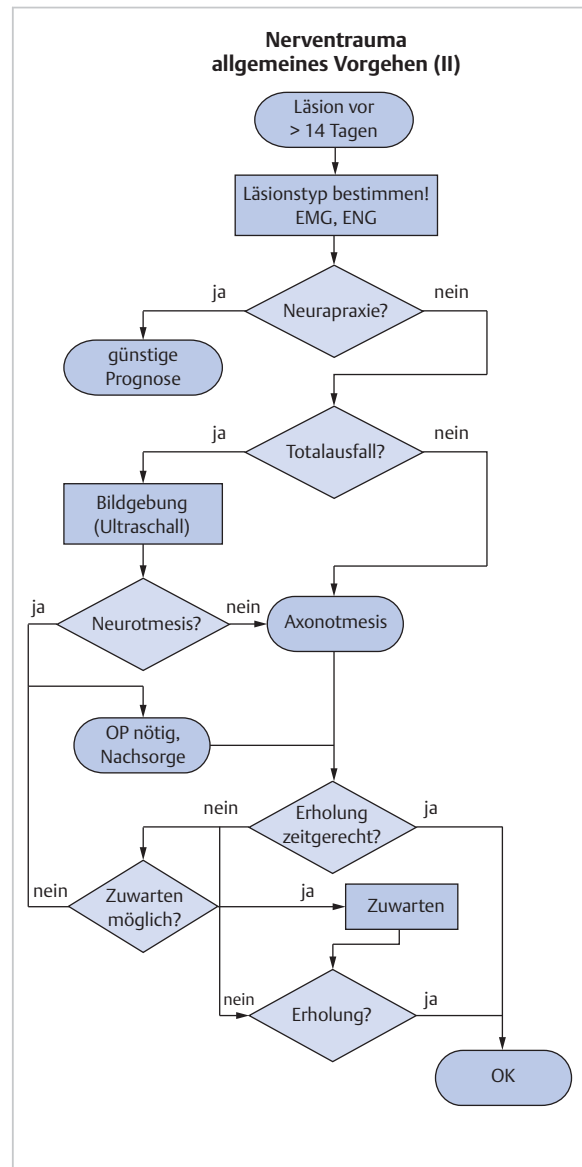 Nerventrauma
allgemeines Vorgehen (II)
Läsion vor
> 14 Tagen
Läsionstyp bestimmen!
EMG, ENG
ja
Neurapraxie?
nein
günstige
Prognose
ja
Totalausfall?
nein
Bildgebung
(Ultraschall)
ja
Neurotmesis?
nein
Axonotmesis
OP nötig,
Nachsorge
nein
Erholung
zeitgerecht?
ja
nein
Zuwarten
möglich?
ja
Zuwarten
nein
Erholung?
ja
OK